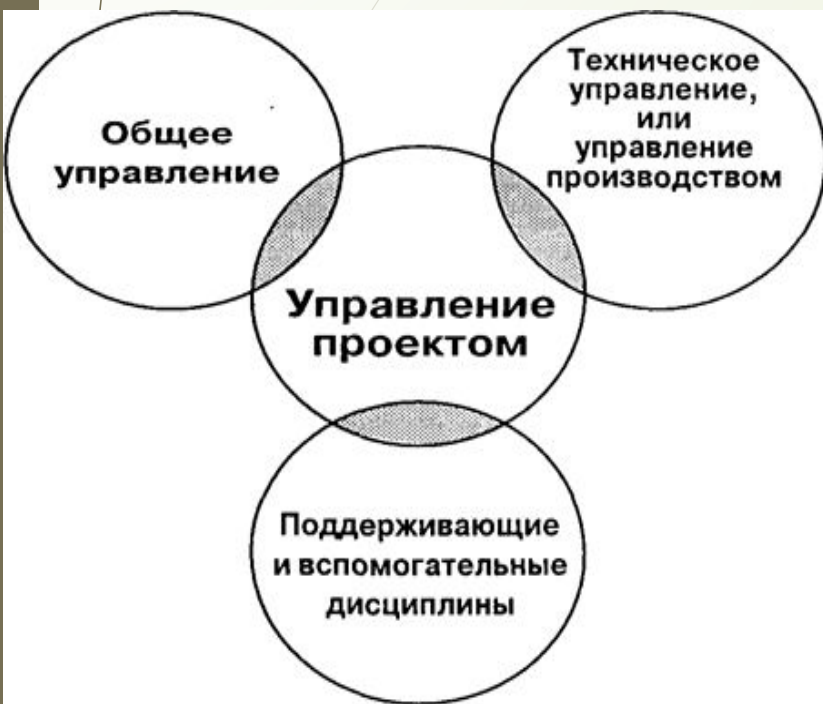 Общее
управление
Техническое
управление,
или
управление
производством
Управление
проектом
Поддерживающие
и вспомогательные
дисциплины